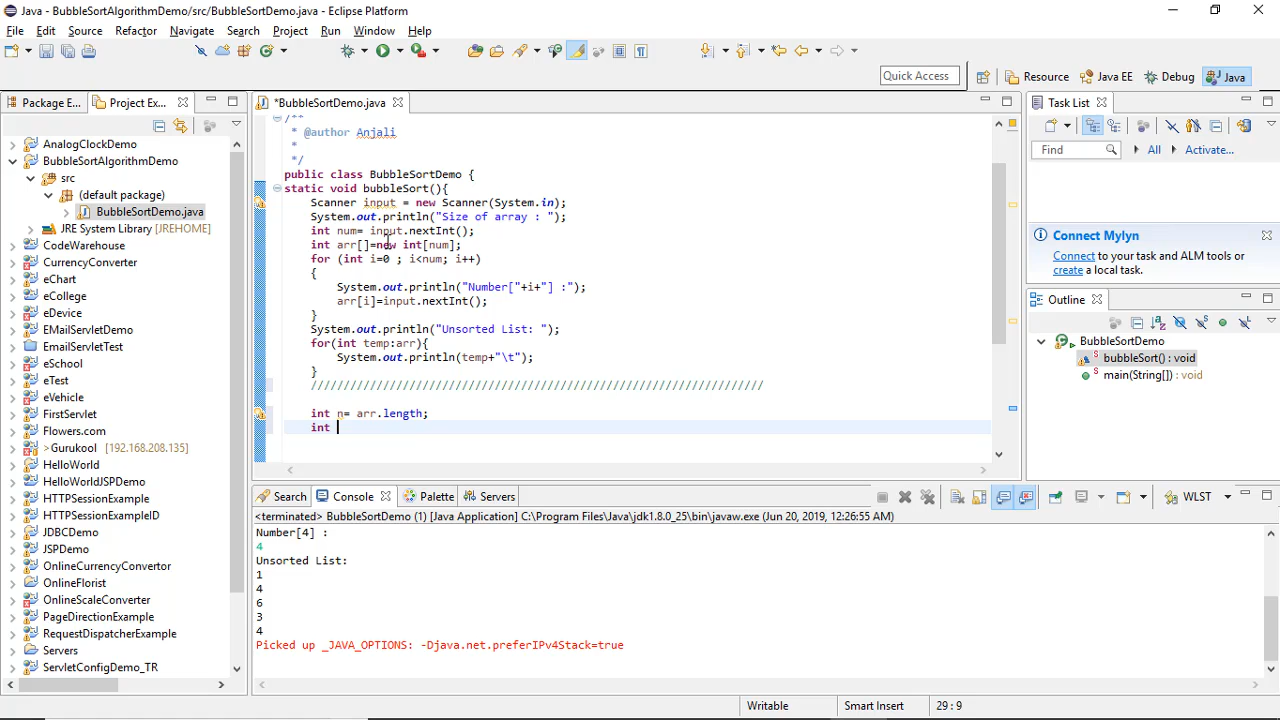 Java - BubbleSortAlgorithmDemo/src/BubbleSortDemo.java - Eclipse Platform
File Edit Source Refactor Navigate Search Project Run Window Help
Quick Access
Resource Java EE Debug Java
Package E... Project Ex...
AnalogClockDemo
BubbleSortAlgorithmDemo
src
(default package)
BubbleSortDemo.java
JRE System Library [JREHOME]
CodeWarehouse
CurrencyConverter
eChart
eCollege
eDevice
EMailServletDemo
EmailServletTest
eSchool
eTest
eVehicle
FirstServlet
Flowers.com
> Gurukool [192.168.208.135]
HelloWorld
HelloWorldJSPDemo
HTTPSessionExample
HTTPSessionExampleID
JDBCDemo
JSPDemo
OnlineCurrencyConvertor
OnlineFlorist
OnlineScaleConverter
PageDirectionExample
RequestDispatcherExample
Servers
ServletConfigDemo_TR
*BubbleSortDemo.java
/**
* @author Anjali
*
*/
public class BubbleSortDemo {
static void bubbleSort(){
Scanner input = new Scanner(System.in);
System.out.println("Size of array : ");
int num= input.nextInt();
int arr[]=new int[num];
for (int i=0 ; i<num; i++)
{
System.out.println("Number["+i+"] :");
arr[i]=input.nextInt();
}
System.out.println("Unsorted List: ");
for(int temp:arr){
System.out.println(temp+"\t");
}
/////////////////////////////////////////////////////////////////////
int n= arr.length;
int
Task List
Find All Activate...
Connect Mylyn
Connect to your task and ALM tools or
create a local task.
Outline
BubbleSortDemo
bubbleSort() : void
main(String[]) : void
Search Console Palette Servers
WLST
<terminated> BubbleSortDemo (1) [Java Application] C:\Program Files\Java\jdk1.8.0_25\bin\javaw.exe (Jun 20, 2019, 12:26:55 AM)
Number[4] :
4
Unsorted List:
1
4
6
3
4
Picked up _JAVA_OPTIONS: -Djava.net.preferIPv4Stack=true
Writable Smart Insert 29 : 9